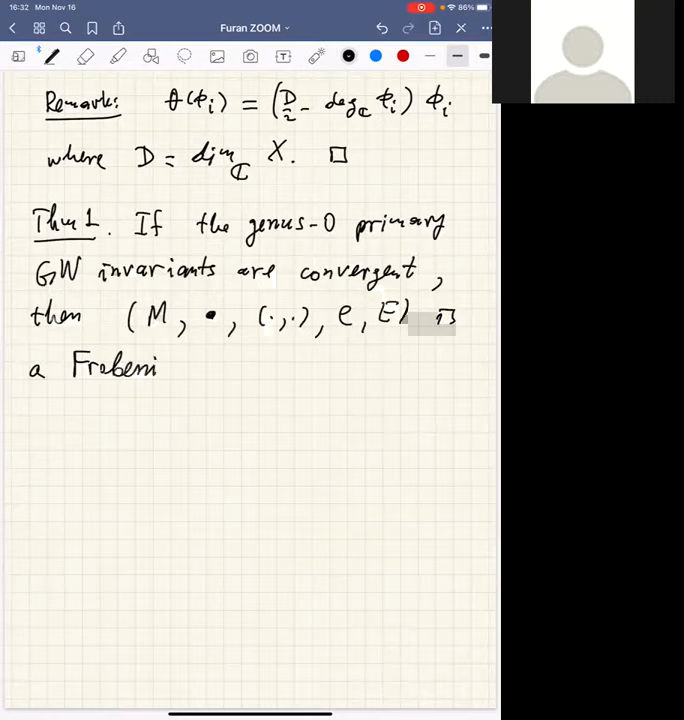 16:32 Mon Nov 16
86%
Furan ZOOM
Remark: θ(ϕi) = (D/2 - deg_ℂ ϕi) ϕi
where D = dim_ℂ X. □
Thm 1. If the genus-0 primary
GW invariants are convergent,
then (M, •, (·,·), e, E) is
a Frobeni